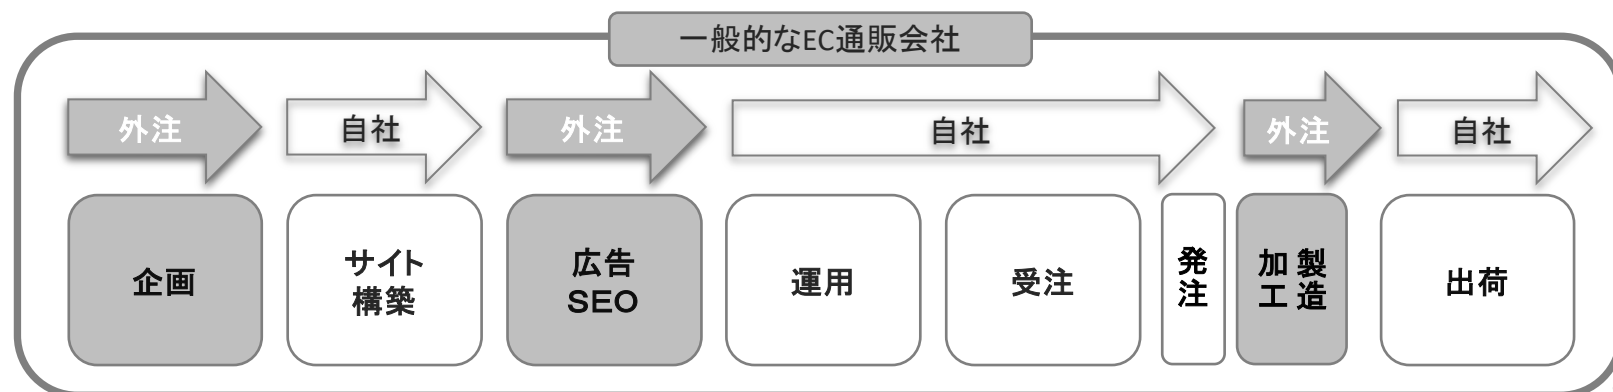 一般的なEC通販会社
外注
自社
外注
自社
外注
自社
企画
サイト
構築
広告
SEO
運用
受注
発
注
製造
加工
出荷